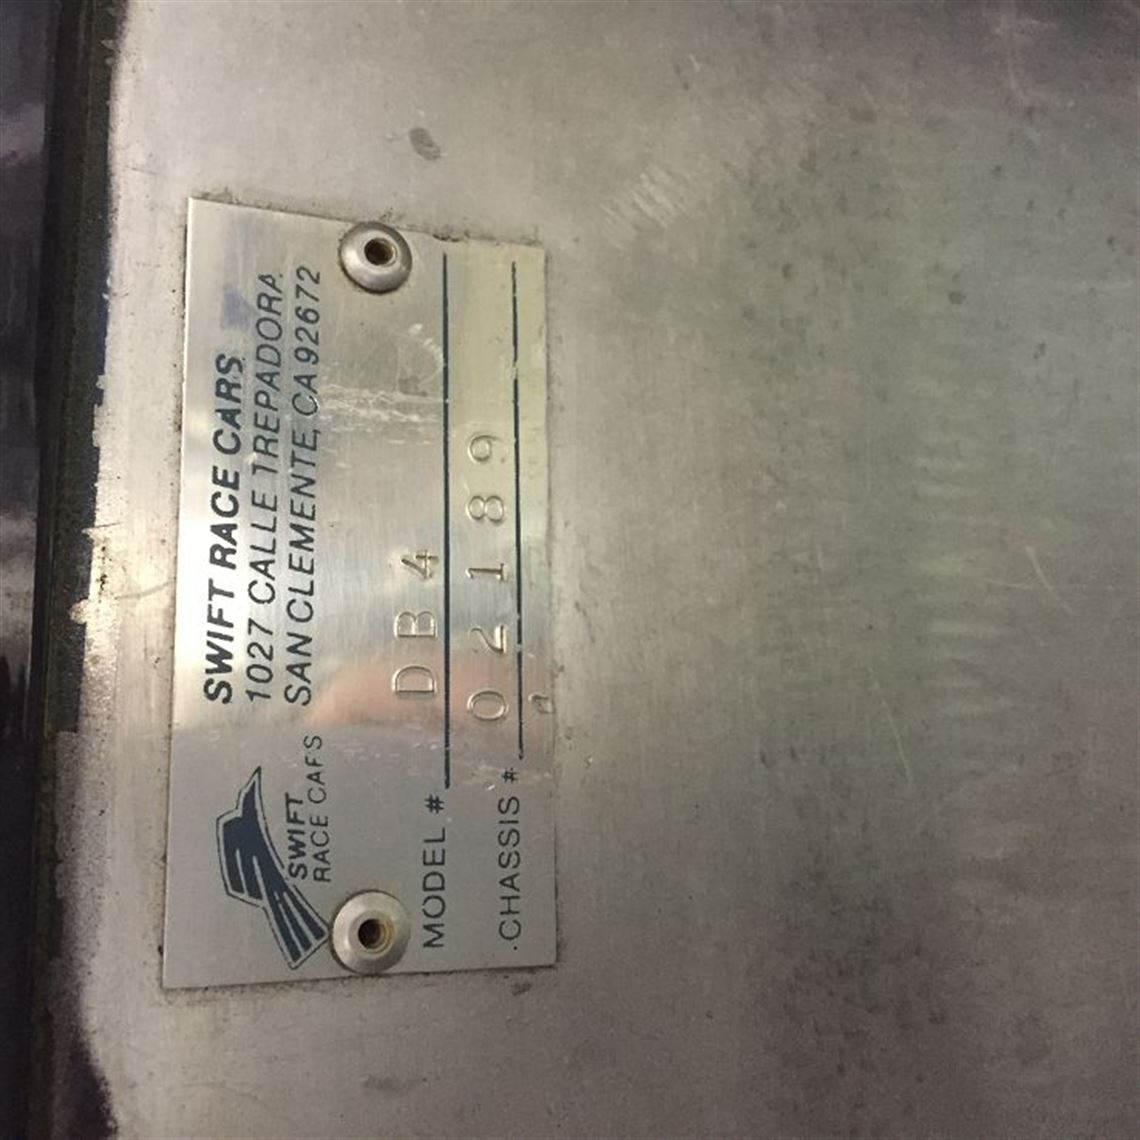 SWIFT RACE CARS
1027 CALLE TREPADORA
SAN CLEMENTE, CA 92672
SWIFT
RACE CARS
MODEL # DB4
CHASSIS # 02189